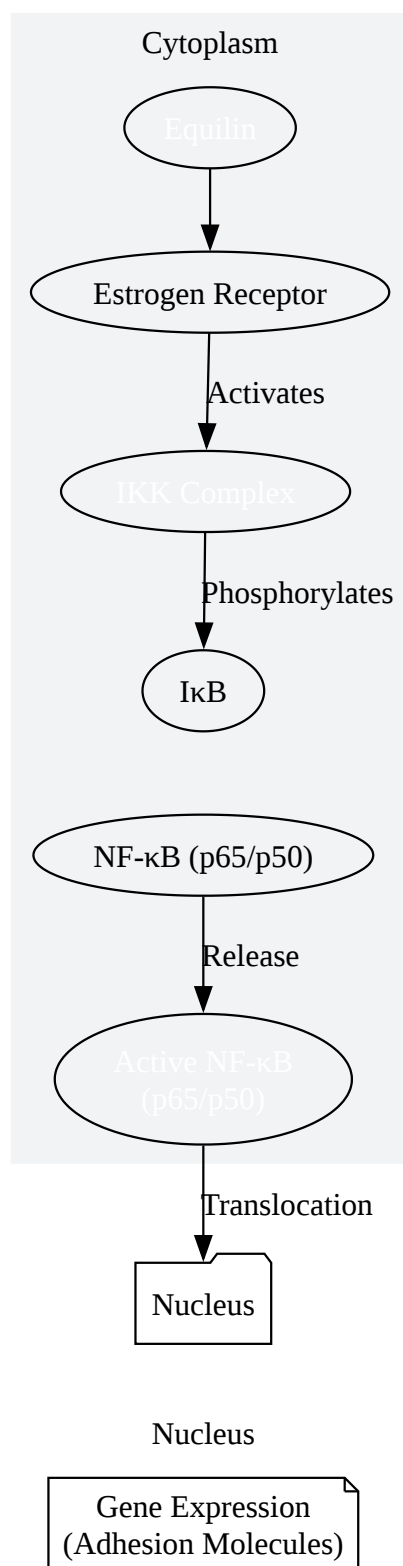 Cytoplasm
Equilin
Estrogen Receptor
Activates
IKK Complex
Phosphorylates
IκB
NF-κB (p65/p50)
Release
Active NF-κB
(p65/p50)
Translocation
Nucleus
Nucleus
Gene Expression
(Adhesion Molecules)